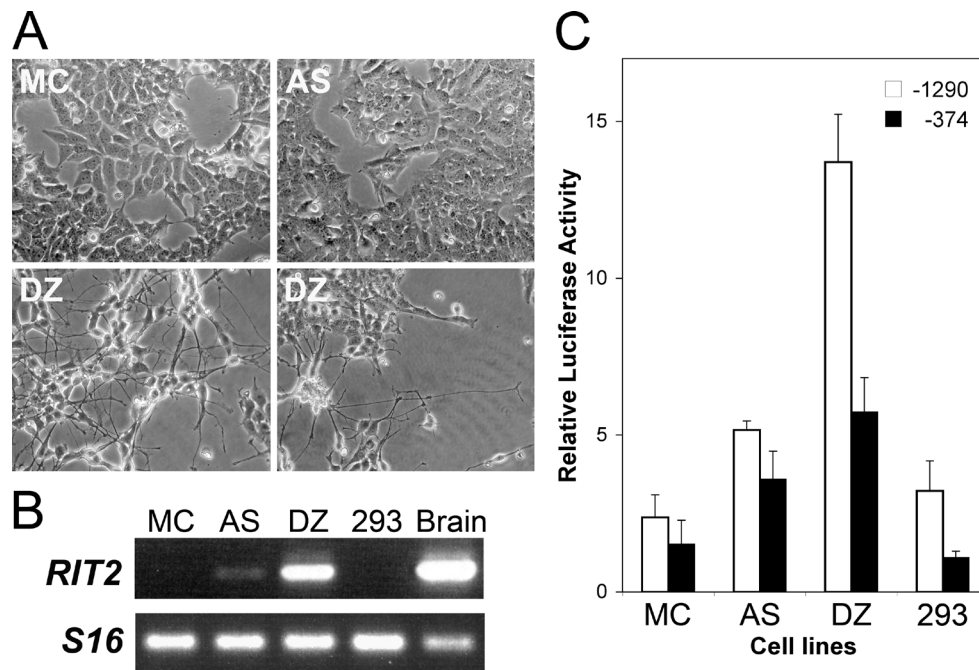 A
MC
AS
DZ
DZ
B
MC AS DZ 293 Brain
RIT2
S16
C
-1290
-374
Relative Luciferase Activity
15
10
5
0
MC AS DZ 293
Cell lines